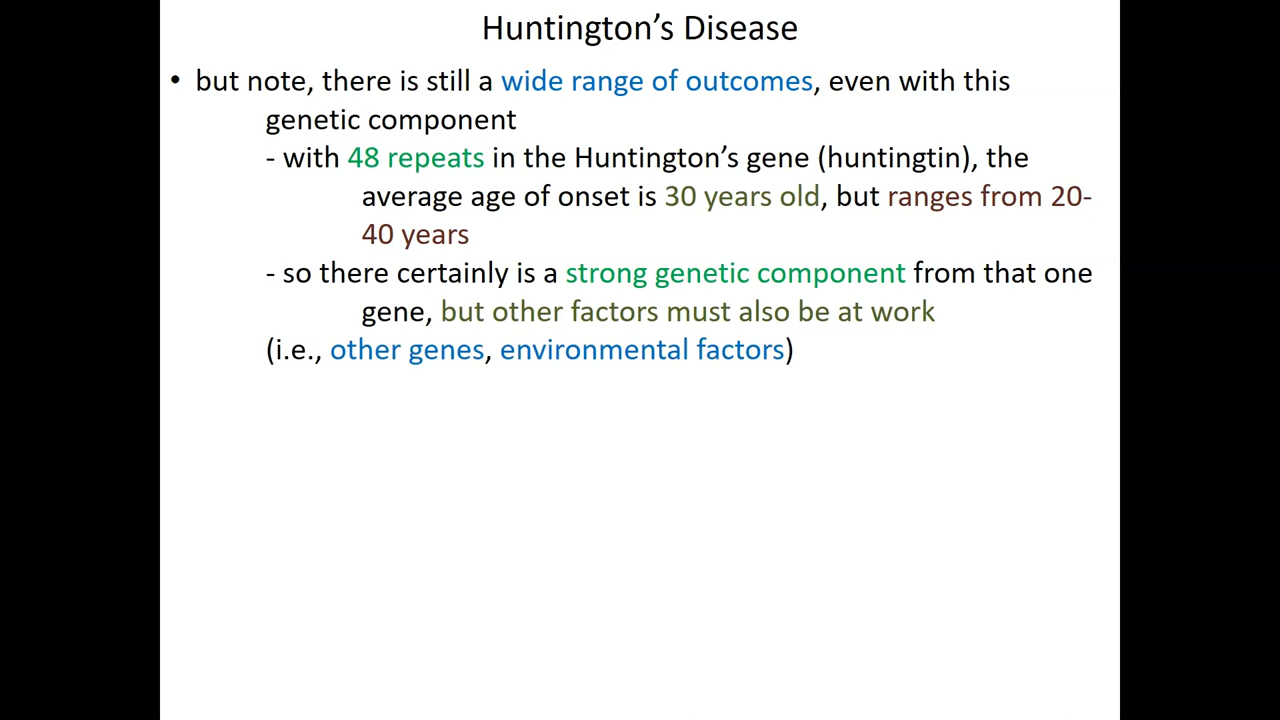 Huntington’s Disease
• but note, there is still a wide range of outcomes, even with this
genetic component
- with 48 repeats in the Huntington’s gene (huntingtin), the
average age of onset is 30 years old, but ranges from 20-
40 years
- so there certainly is a strong genetic component from that one
gene, but other factors must also be at work
(i.e., other genes, environmental factors)